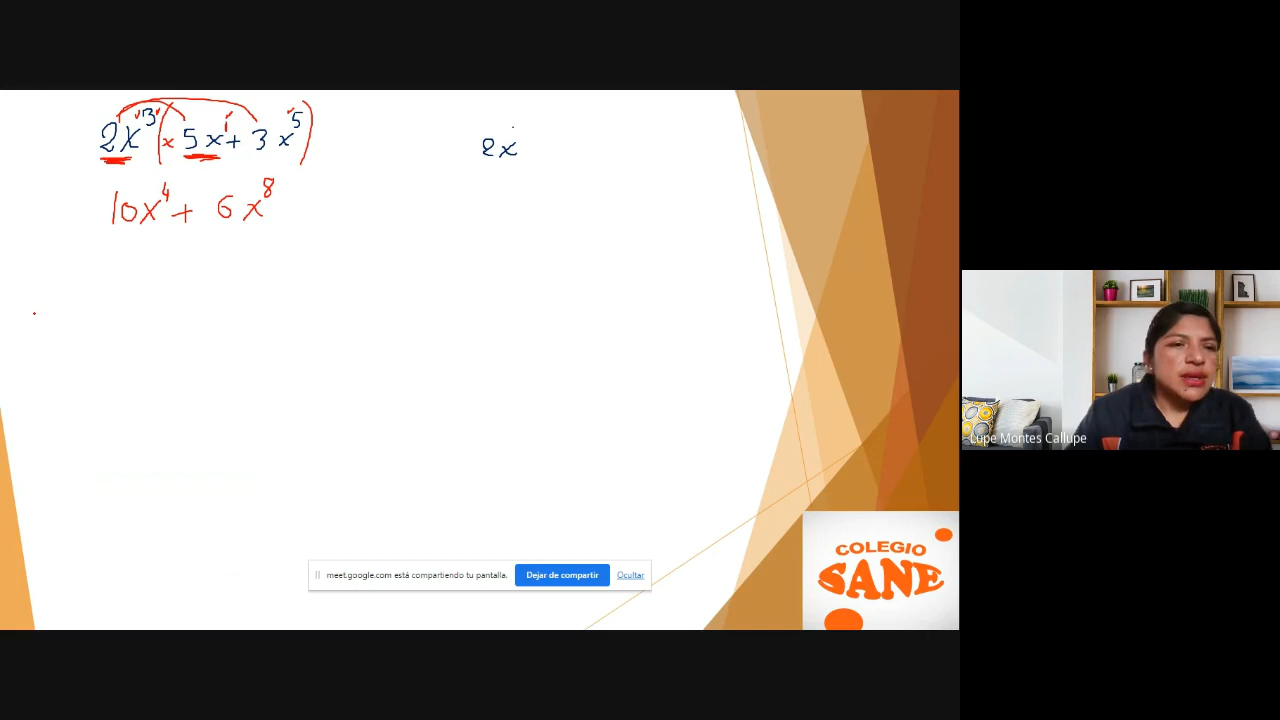 2x³(x5x¹+3x⁵)
10x⁴+6x⁸
2x
Lupe Montes Callupe
COLEGIO
SANE
meet.google.com está compartiendo tu pantalla. Dejar de compartir Ocultar